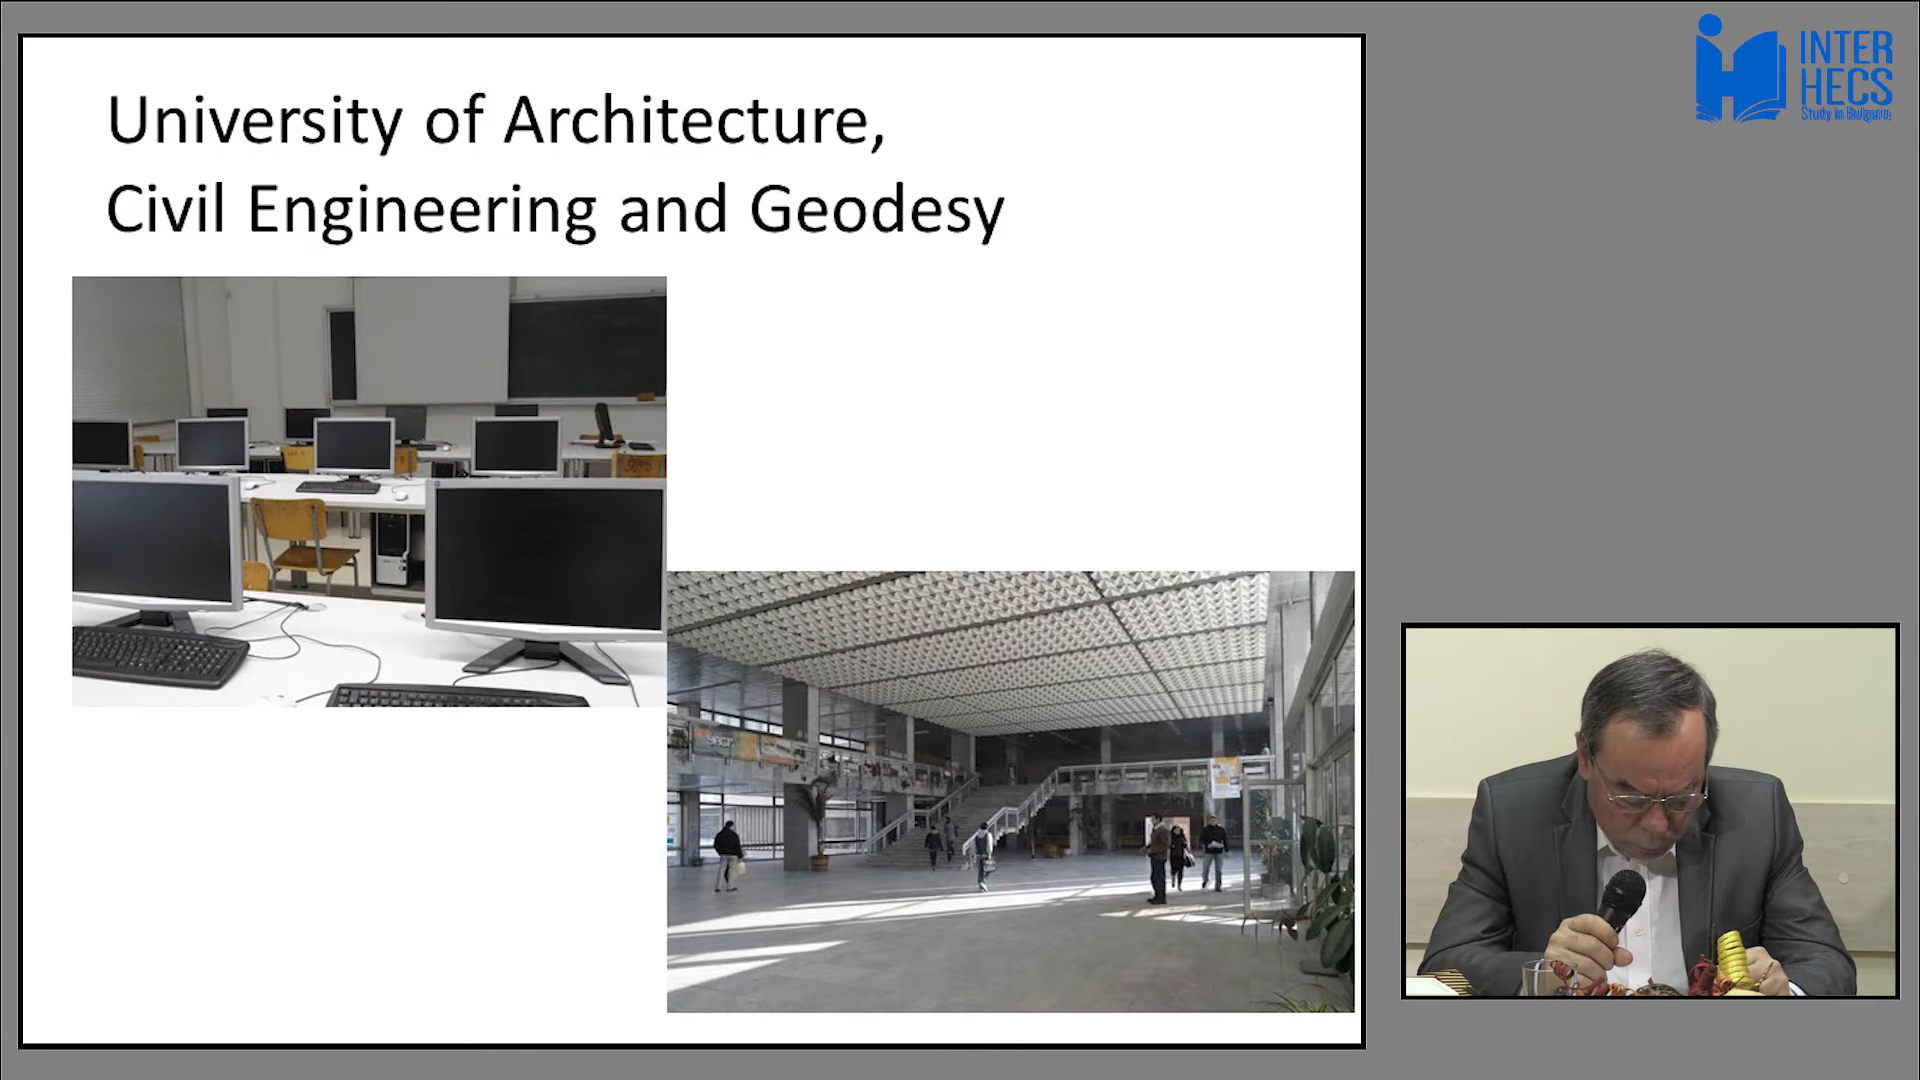 University of Architecture,
Civil Engineering and Geodesy
INTER
HECS
Study in Bulgaria